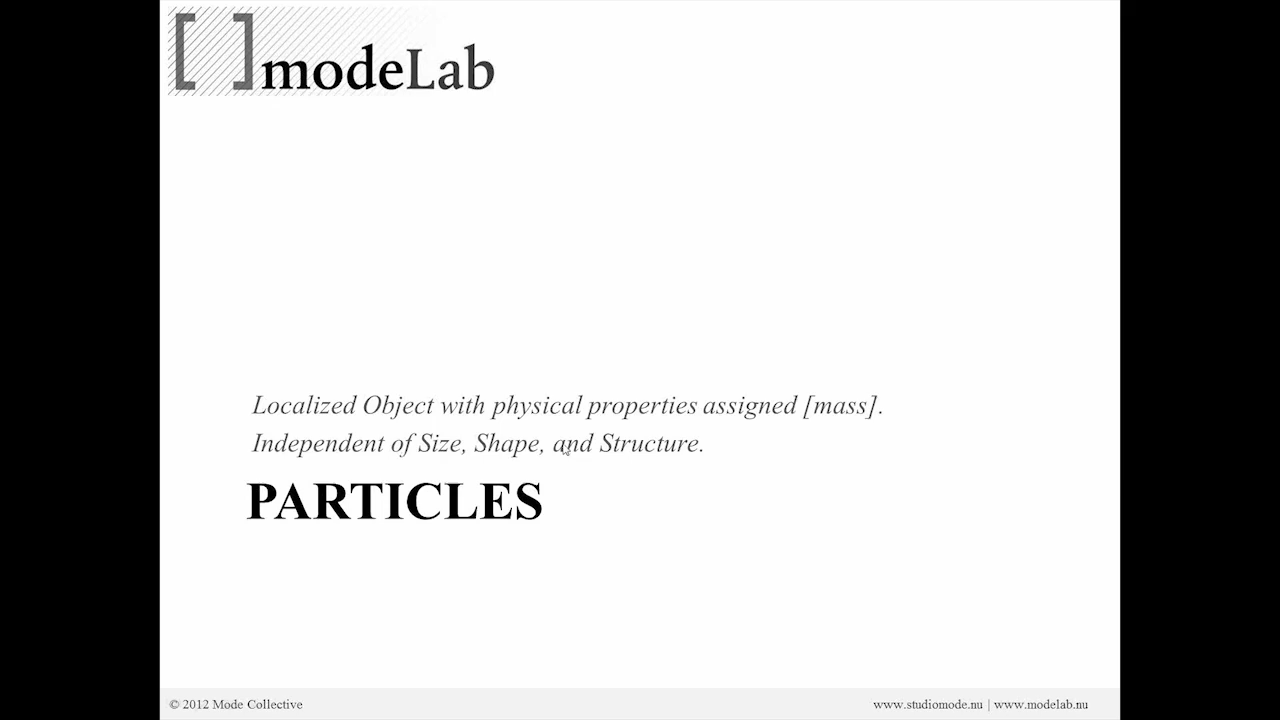 [ ] modeLab
Localized Object with physical properties assigned [mass].
Independent of Size, Shape, and Structure.
PARTICLES
© 2012 Mode Collective
www.studiomode.nu | www.modelab.nu